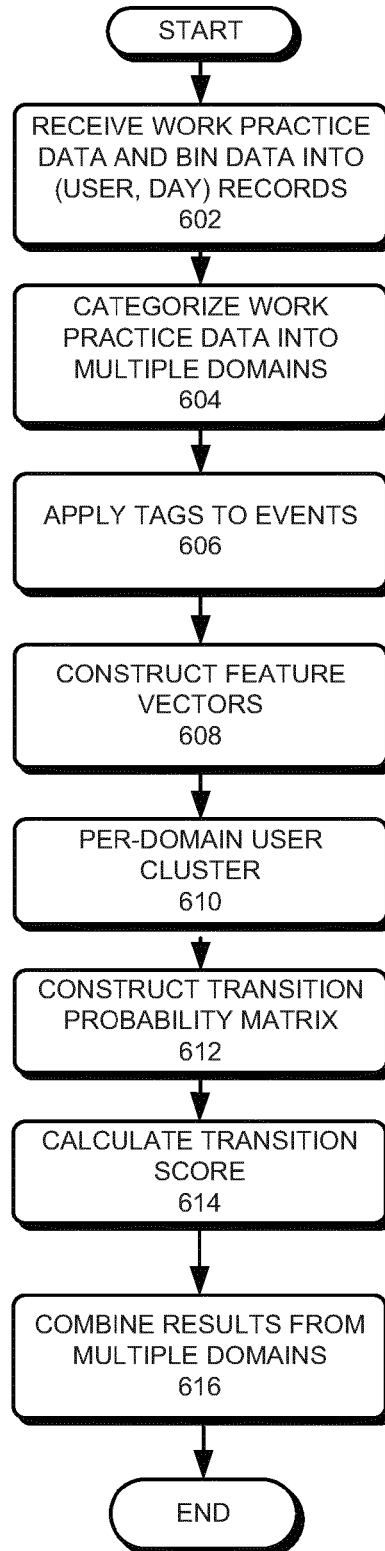 START
RECEIVE WORK PRACTICE
DATA AND BIN DATA INTO
(USER, DAY) RECORDS
602
CATEGORIZE WORK
PRACTICE DATA INTO
MULTIPLE DOMAINS
604
APPLY TAGS TO EVENTS
606
CONSTRUCT FEATURE
VECTORS
608
PER-DOMAIN USER
CLUSTER
610
CONSTRUCT TRANSITION
PROBABILITY MATRIX
612
CALCULATE TRANSITION
SCORE
614
COMBINE RESULTS FROM
MULTIPLE DOMAINS
616
END